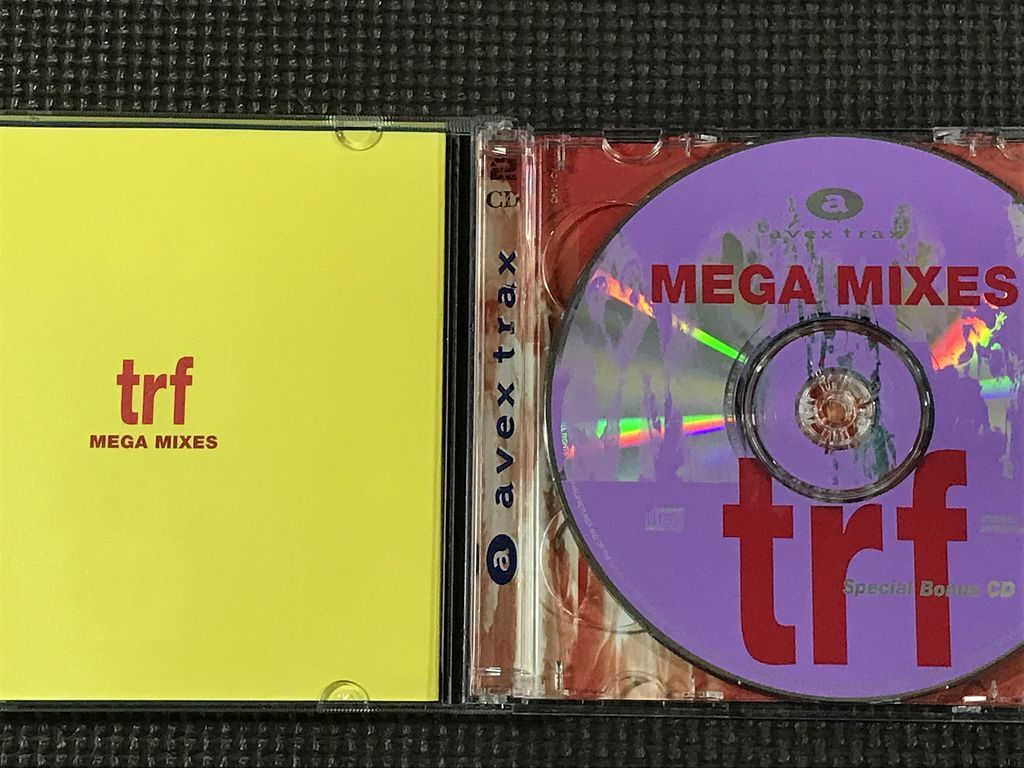 trf
MEGA MIXES
CD
a avex trax
a
avex trax
MEGA MIXES
trf
Special Bonus CD